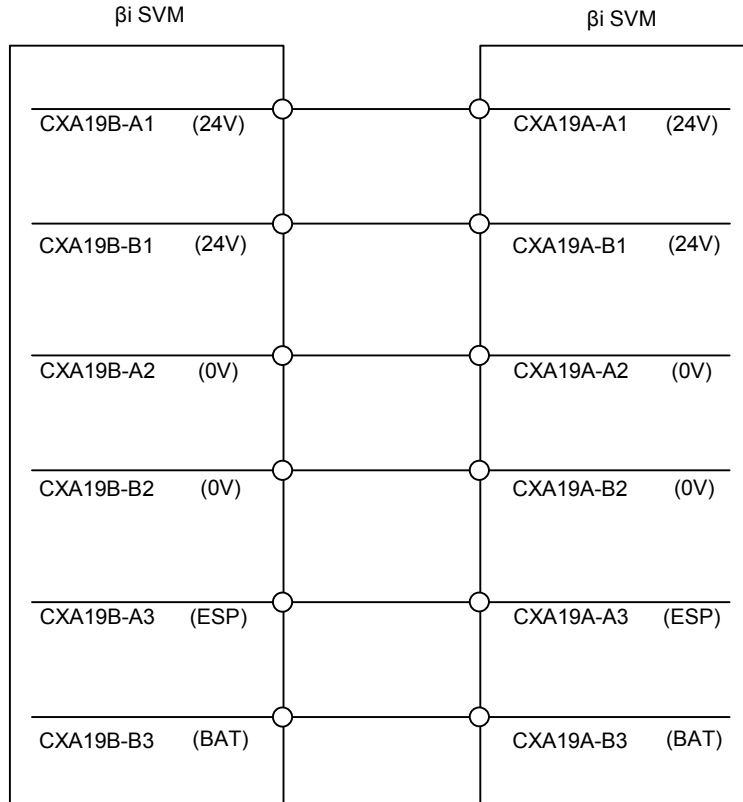 βi SVM βi SVM
CXA19B-A1 (24V) CXA19A-A1 (24V)
CXA19B-B1 (24V) CXA19A-B1 (24V)
CXA19B-A2 (0V) CXA19A-A2 (0V)
CXA19B-B2 (0V) CXA19A-B2 (0V)
CXA19B-A3 (ESP) CXA19A-A3 (ESP)
CXA19B-B3 (BAT) CXA19A-B3 (BAT)